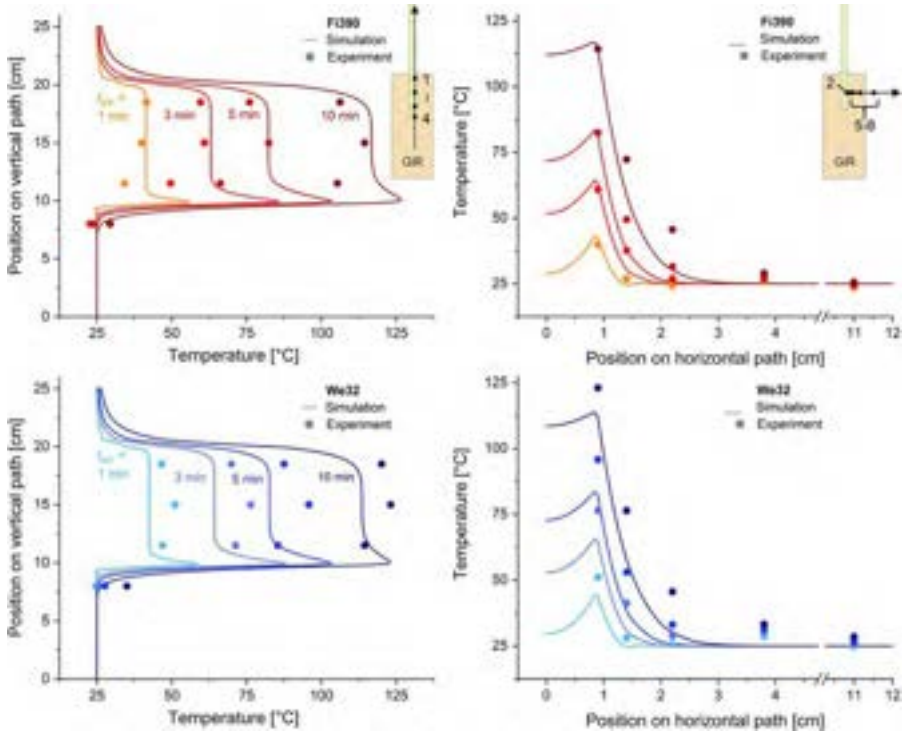 25
20
15
10
5
0
Position on vertical path [cm]
Fi390
Simulation
Experiment
1 min
3 min
5 min
10 min
1
4
GIR
25
50
75
100
125
Temperature [°C]
125
100
75
50
25
Temperature [°C]
Fi390
Simulation
Experiment
2
5-8
GIR
0
1
2
3
4
11
12
Position on horizontal path [cm]
25
20
15
10
5
0
Position on vertical path [cm]
We32
Simulation
Experiment
1 min
3 min
5 min
10 min
25
50
75
100
125
Temperature [°C]
125
100
75
50
25
Temperature [°C]
We32
Simulation
Experiment
0
1
2
3
4
11
12
Position on horizontal path [cm]